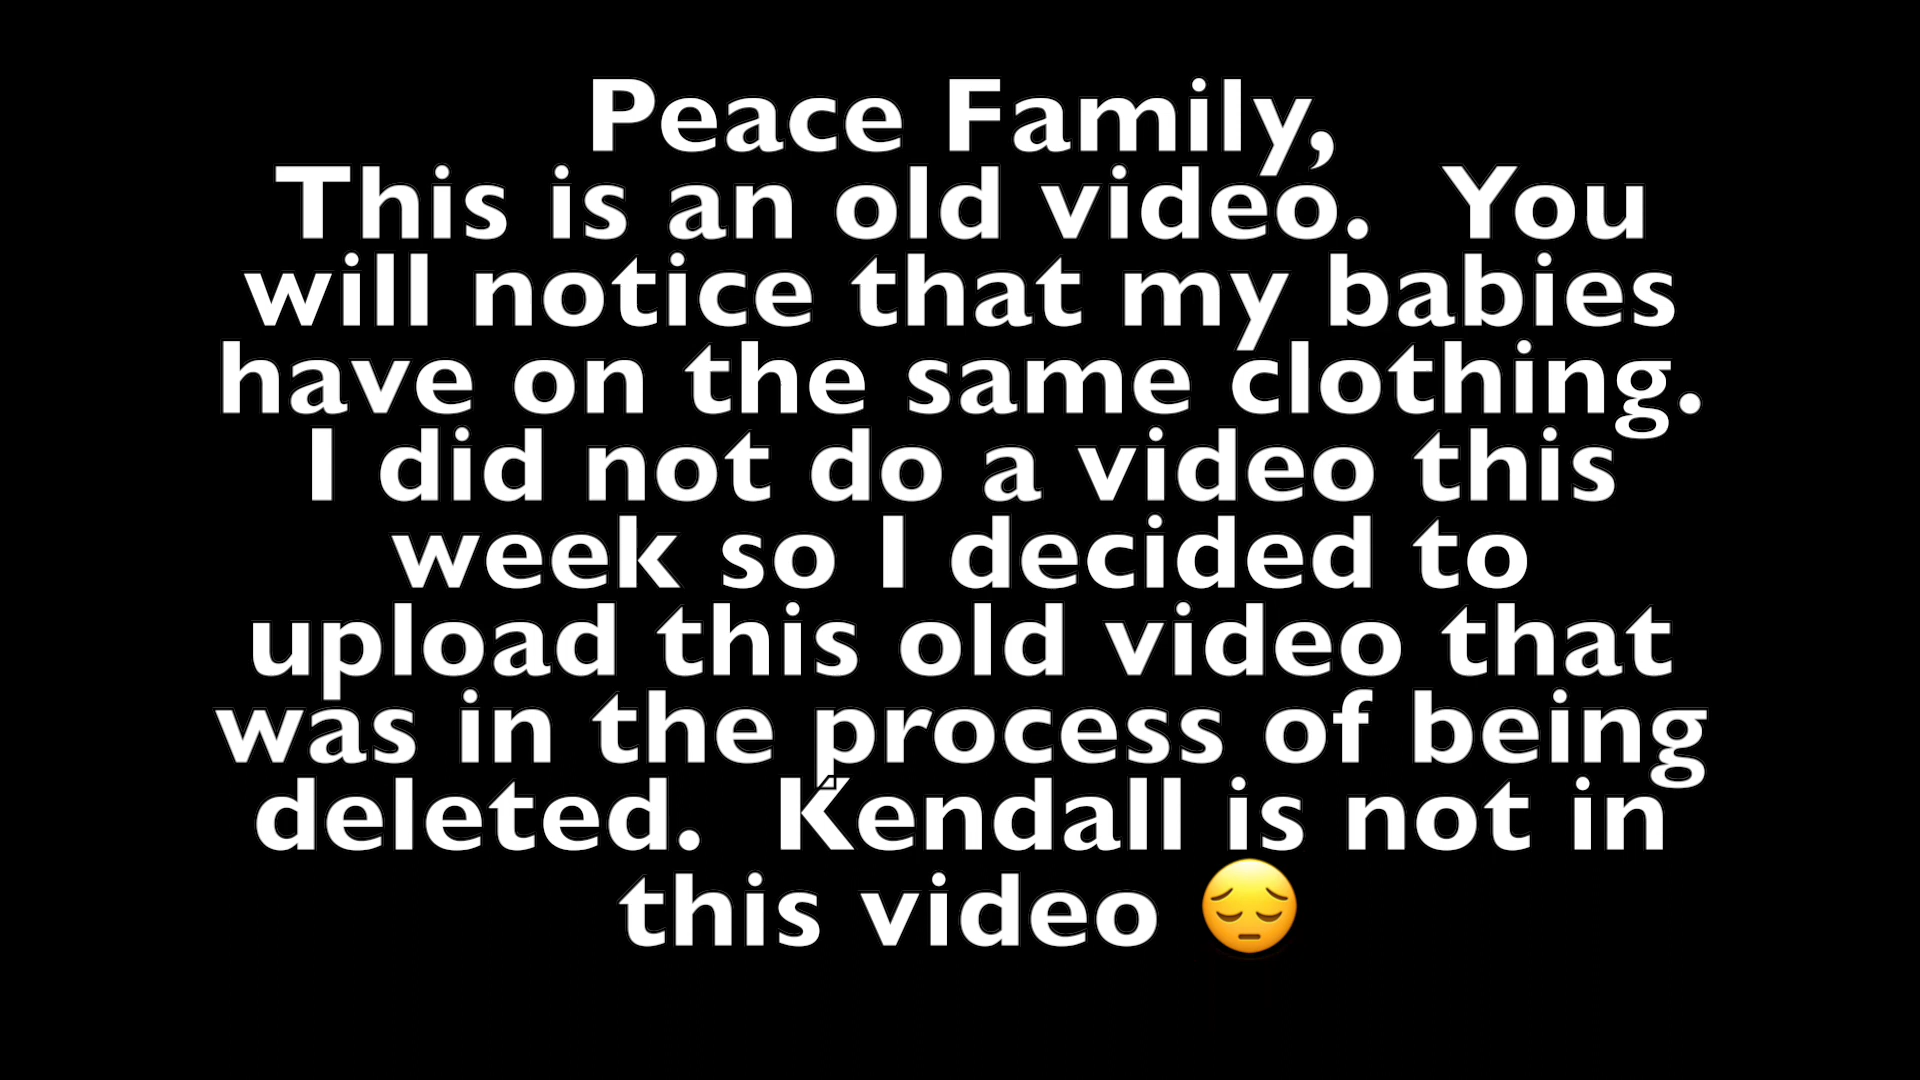 Peace Family,
This is an old video.  You
will notice that my babies
have on the same clothing.
I did not do a video this
week so I decided to
upload this old video that
was in the process of being
deleted.  Kendall is not in
this video 😔